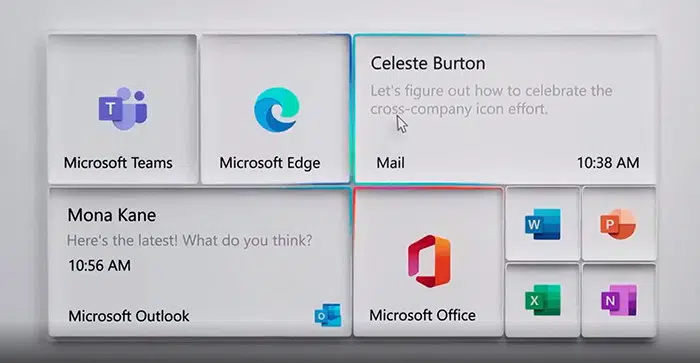 Microsoft Teams
Microsoft Edge
Celeste Burton
Let's figure out how to celebrate the
cross-company icon effort.
Mail
10:38 AM
Mona Kane
Here's the latest! What do you think?
10:56 AM
Microsoft Outlook
Microsoft Office
T
O
W
P
X
N